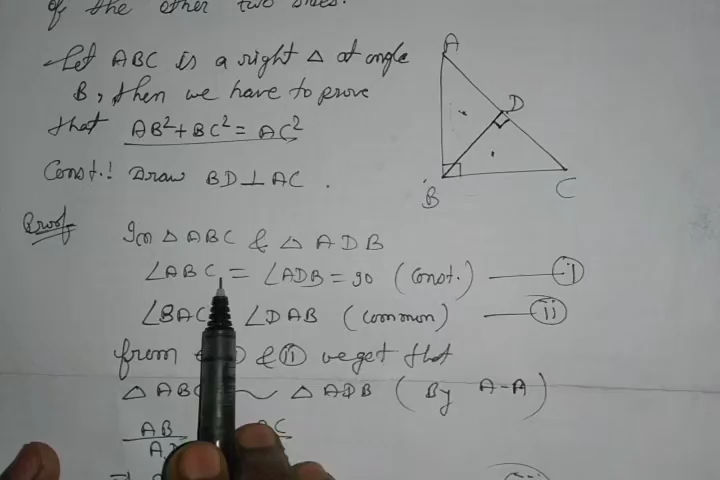 of the other two sides.
Let ABC is a right △ at angle
B, then we have to prove
that AB²+BC² = AC²
Const.: Draw BD⊥AC.
A
D
B
C
Proof
In △ABC & △ADB
∠ABC = ∠ADB = 90 (Const.) — i
∠BAC ∠DAB (common) — ii
from & ii we get that
△ABC ~ △ADB (By A-A)
AB